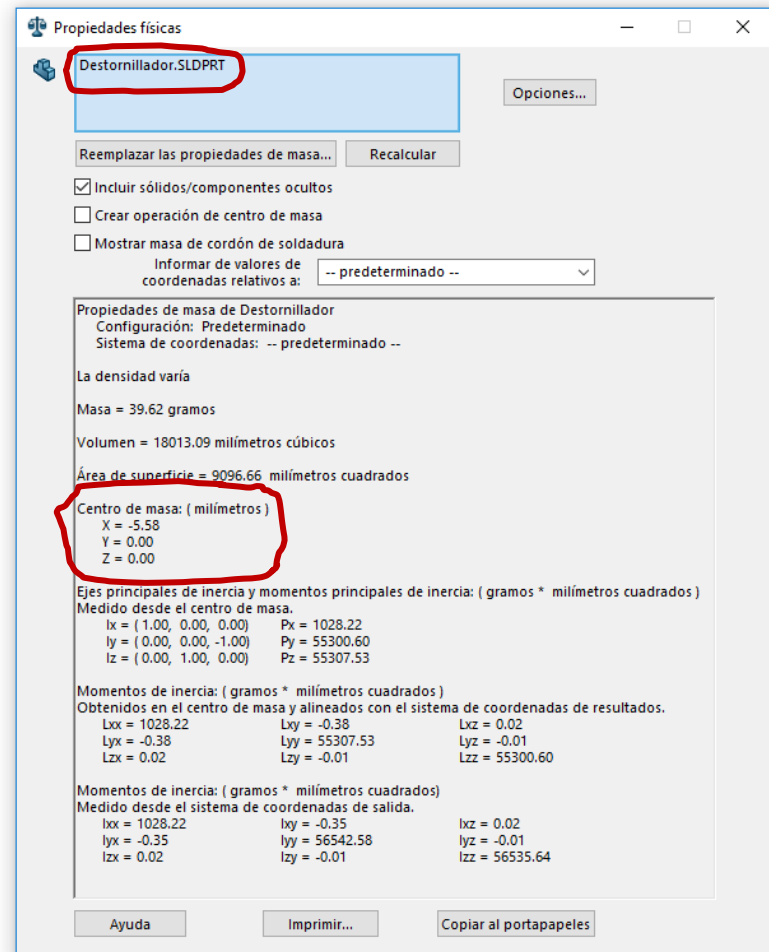 Propiedades físicas
Destornillador.SLDPRT
Opciones...
Reemplazar las propiedades de masa... Recalcular
Incluir sólidos/componentes ocultos
Crear operación de centro de masa
Mostrar masa de cordón de soldadura
Informar de valores de
coordenadas relativos a: -- predeterminado --
Propiedades de masa de Destornillador
Configuración: Predeterminado
Sistema de coordenadas: -- predeterminado --
La densidad varía
Masa = 39.62 gramos
Volumen = 18013.09 milímetros cúbicos
Área de superficie = 9096.66 milímetros cuadrados
Centro de masa: ( milímetros )
X = -5.58
Y = 0.00
Z = 0.00
Ejes principales de inercia y momentos principales de inercia: ( gramos * milímetros cuadrados )
Medido desde el centro de masa.
Ix = ( 1.00, 0.00, 0.00) Px = 1028.22
Iy = ( 0.00, 0.00, -1.00) Py = 55300.60
Iz = ( 0.00, 1.00, 0.00) Pz = 55307.53
Momentos de inercia: ( gramos * milímetros cuadrados )
Obtenidos en el centro de masa y alineados con el sistema de coordenadas de resultados.
Lxx = 1028.22 Lxy = -0.38 Lxz = 0.02
Lyx = -0.38 Lyy = 55307.53 Lyz = -0.01
Lzx = 0.02 Lzy = -0.01 Lzz = 55300.60
Momentos de inercia: ( gramos * milímetros cuadrados)
Medido desde el sistema de coordenadas de salida.
Ixx = 1028.22 Ixy = -0.35 Ixz = 0.02
Iyx = -0.35 Iyy = 56542.58 Iyz = -0.01
Izx = 0.02 Izy = -0.01 Izz = 56535.64
Ayuda Imprimir... Copiar al portapapeles